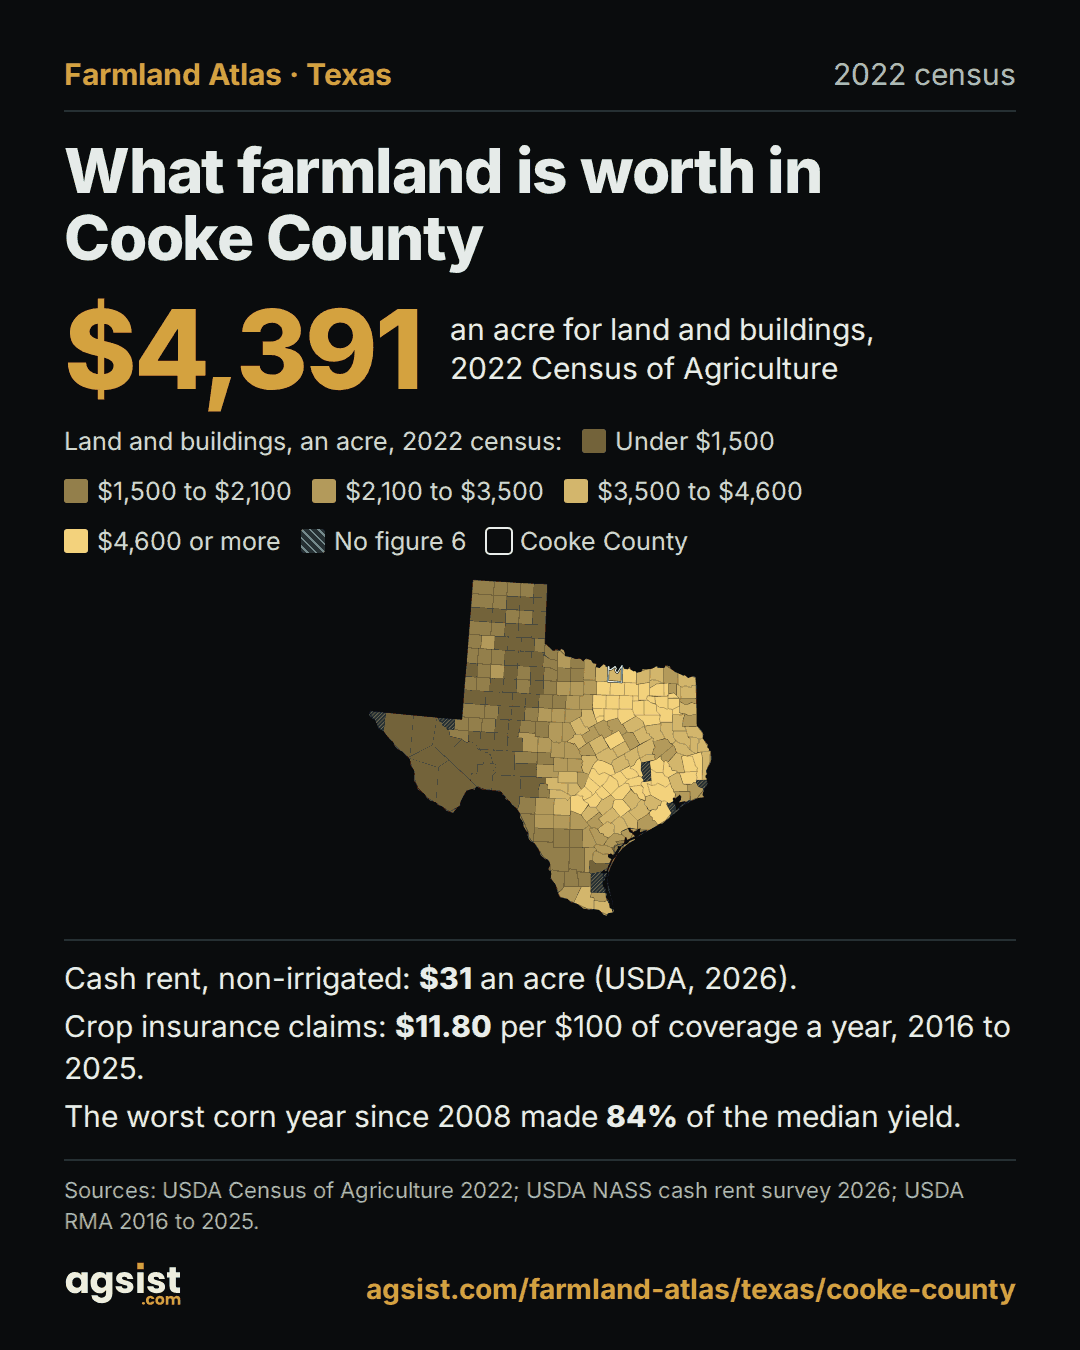 Farmland Atlas · Texas
2022 census
What farmland is worth in
Cooke County
$4,391
an acre for land and buildings,
2022 Census of Agriculture
Land and buildings, an acre, 2022 census: Under $1,500
$1,500 to $2,100 $2,100 to $3,500 $3,500 to $4,600
$4,600 or more No figure 6 Cooke County
Cash rent, non-irrigated: $31 an acre (USDA, 2026).
Crop insurance claims: $11.80 per $100 of coverage a year, 2016 to
2025.
The worst corn year since 2008 made 84% of the median yield.
Sources: USDA Census of Agriculture 2022; USDA NASS cash rent survey 2026; USDA
RMA 2016 to 2025.
agsist
.com
agsist.com/farmland-atlas/texas/cooke-county